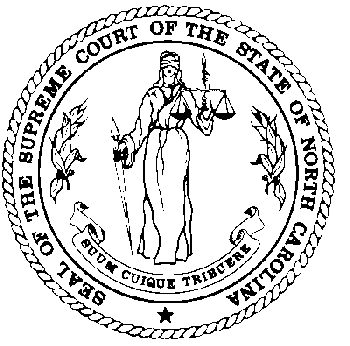 SEAL OF THE SUPREME COURT OF THE STATE OF NORTH CAROLINA
SUUM CUIQUE TRIBUERE